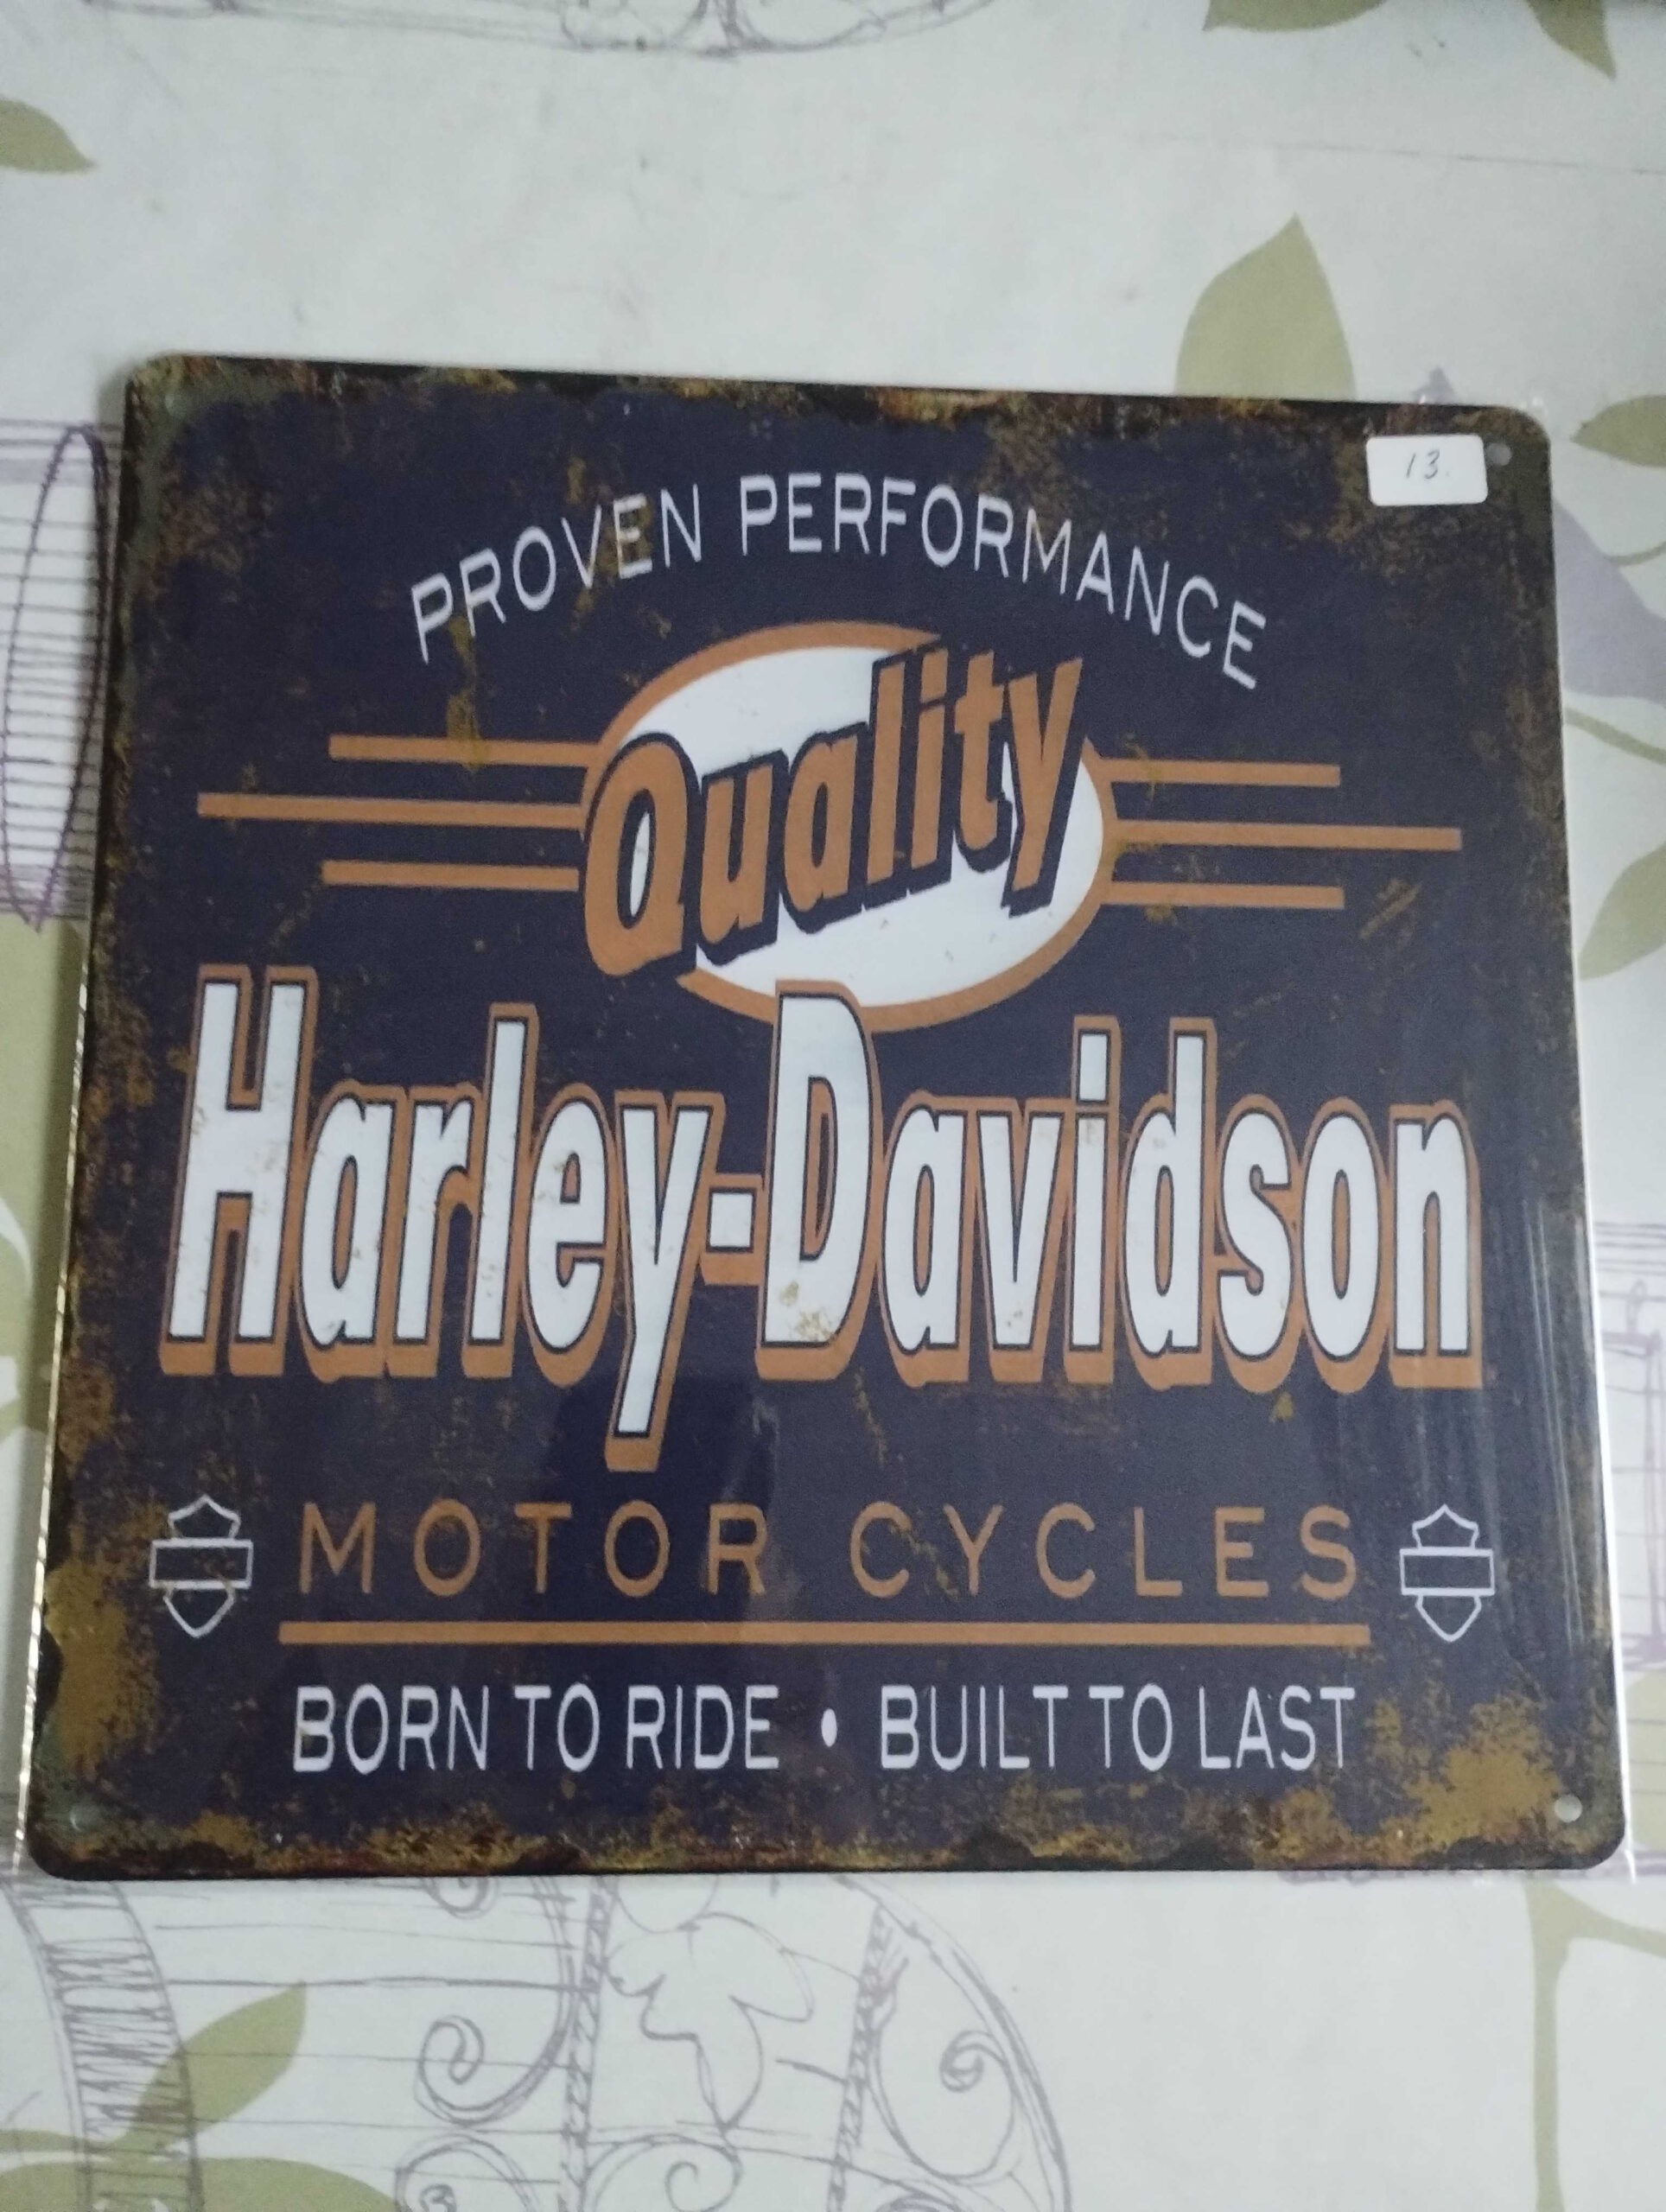 13.
PROVEN PERFORMANCE
Quality
Harley-Davidson
MOTOR CYCLES
BORN TO RIDE • BUILT TO LAST